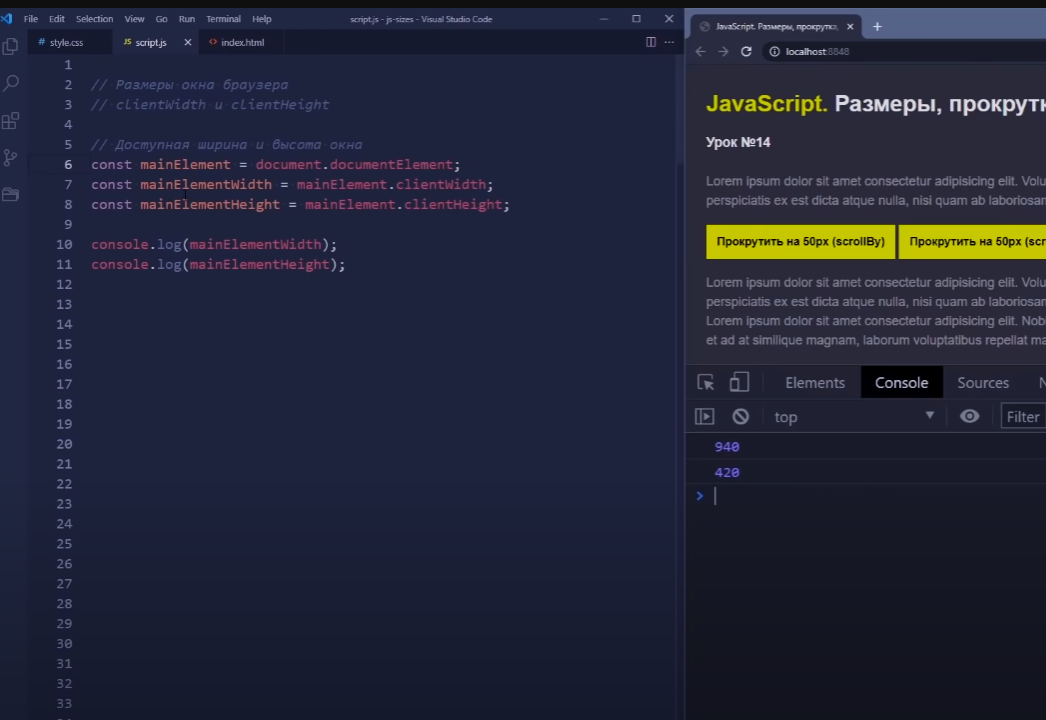 File Edit Selection View Go Run Terminal Help script.js - js-sizes - Visual Studio Code
# style.css JS script.js <> index.html
1
2 // Размеры окна браузера
3 // clientWidth и clientHeight
4
5 // Доступная ширина и высота окна
6 const mainElement = document.documentElement;
7 const mainElementWidth = mainElement.clientWidth;
8 const mainElementHeight = mainElement.clientHeight;
9
10 console.log(mainElementWidth);
11 console.log(mainElementHeight);
12
13
14
15
16
17
18
19
20
21
22
23
24
25
26
27
28
29
30
31
32
33
JavaScript. Размеры, прокрутка,
localhost:8848
JavaScript. Размеры, прокрутк
Урок №14
Lorem ipsum dolor sit amet consectetur adipisicing elit. Volu
perspiciatis ex est dicta atque nulla, nisi quam ab laboriosam
Прокрутить на 50px (scrollBy) Прокрутить на 50px (scr
Lorem ipsum dolor sit amet consectetur adipisicing elit. Volu
perspiciatis ex est dicta atque nulla, nisi quam ab laboriosam
Lorem ipsum dolor sit amet consectetur adipisicing elit. Nobi
et ad at similique magnam, laborum voluptatibus repellat ma
Elements Console Sources N
top Filter
940
420
>